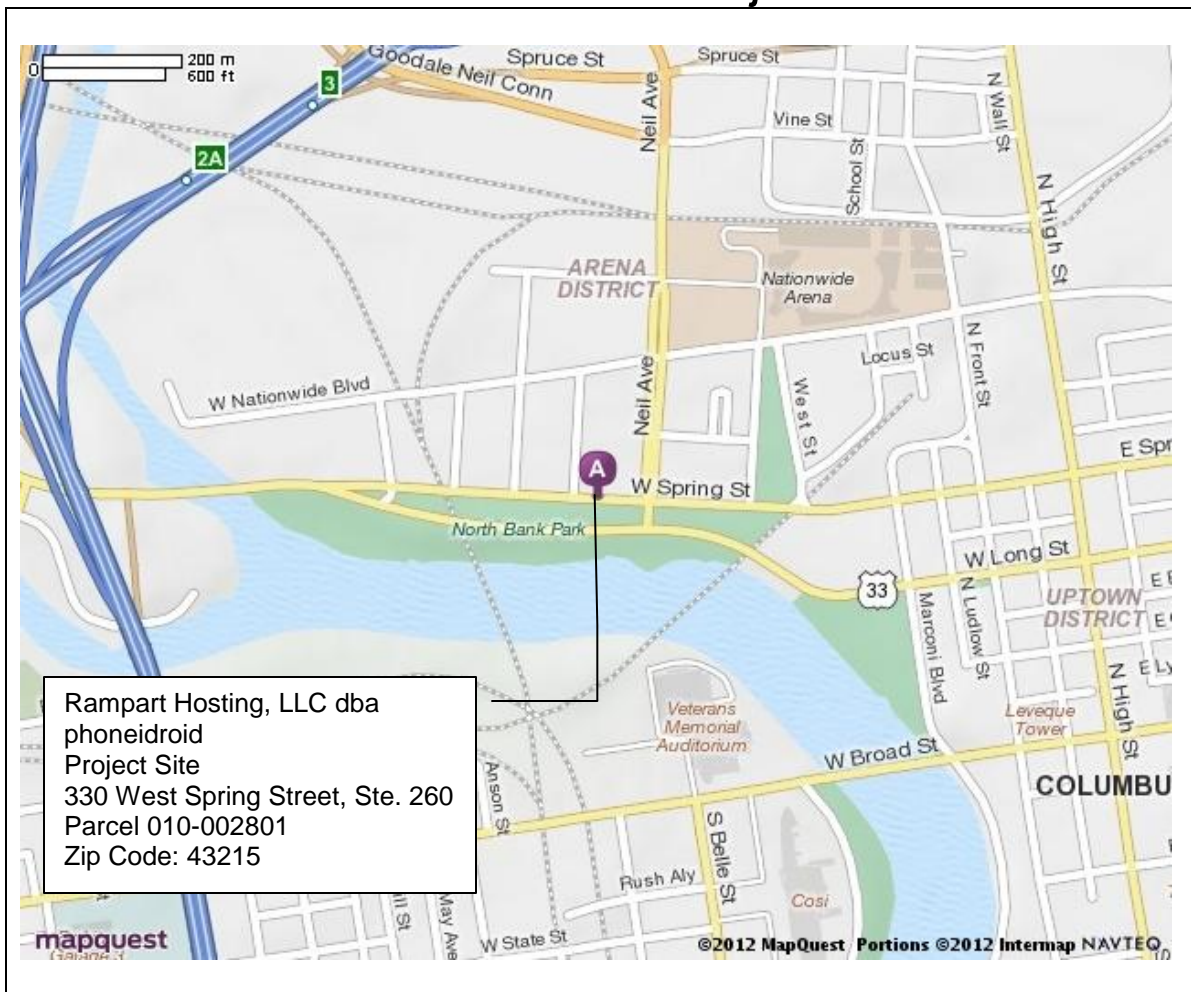 200 m
0
600 ft
Goodale Neil Conn
Spruce St
Spruce St
3
2A
Neil Ave
Vine St
School St
N Wall St
N High St
ARENA
DISTRICT
Nationwide
Arena
Locus St
N Front St
W Nationwide Blvd
Neil Ave
West St
E Spr
A
W Spring St
North Bank Park
33
W Long St
Marconi Blvd
N Ludlow St
UPTOWN
DISTRICT
E Ly
N High St
Veterans
Memorial
Auditorium
Leveque
Tower
W Broad St
COLUMBU
Rampart Hosting, LLC dba
phoneidroid
Project Site
330 West Spring Street, Ste. 260
Parcel 010-002801
Zip Code: 43215
Anson St
S Belle St
Rush Aly
Cosi
May Ave
W State St
mapquest
©2012 MapQuest Portions ©2012 Intermap NAVTEQ